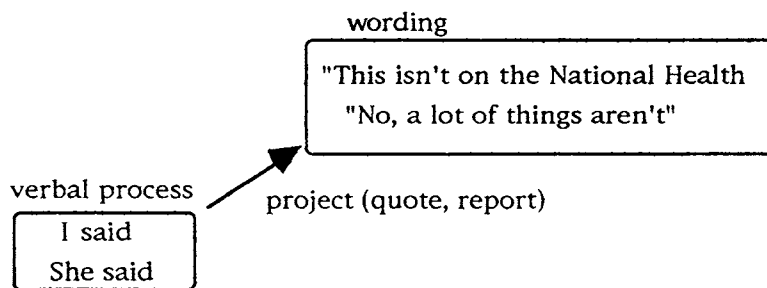 wording
"This isn't on the National Health
"No, a lot of things aren't"
verbal process
project (quote, report)
I said
She said